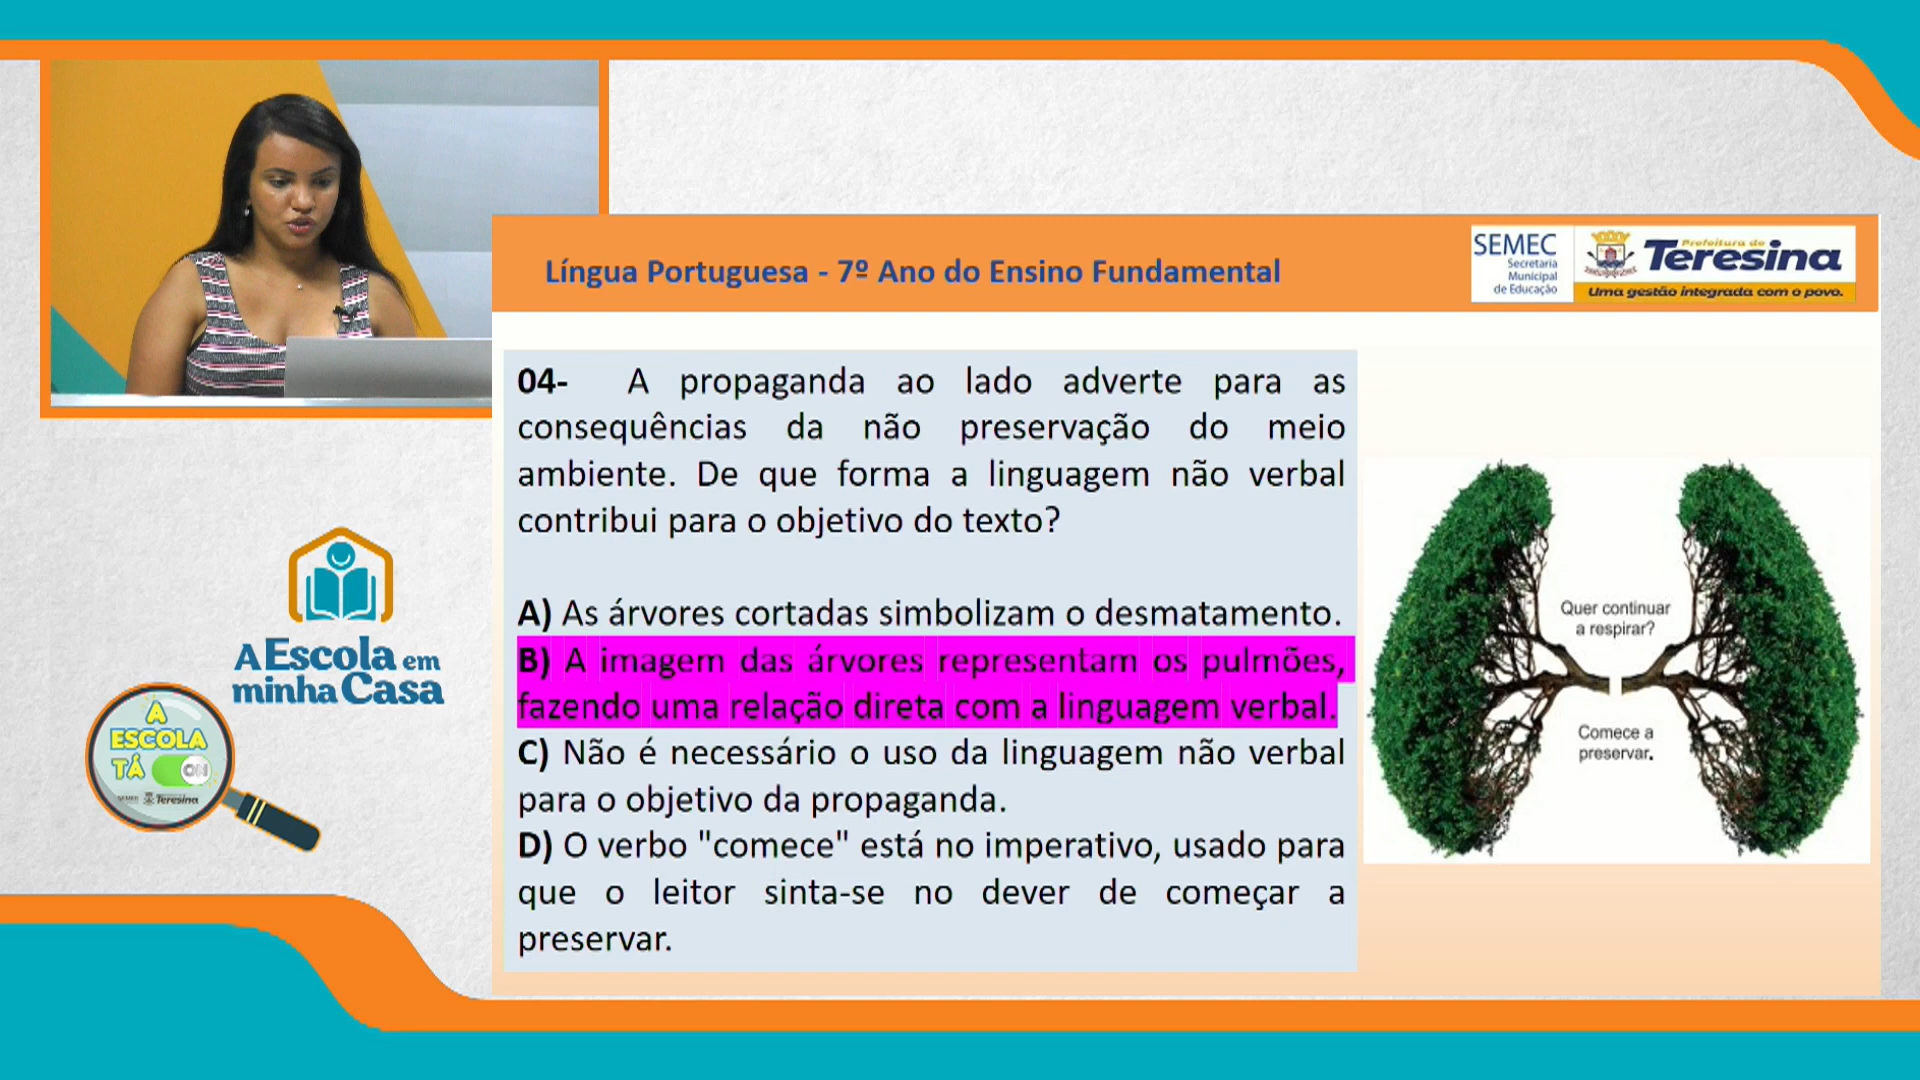 Língua Portuguesa - 7º Ano do Ensino Fundamental
SEMEC
Secretaria
Municipal
de Educação
Prefeitura de
Teresina
Uma gestão integrada com o povo.
04- A propaganda ao lado adverte para as
consequências da não preservação do meio
ambiente. De que forma a linguagem não verbal
contribui para o objetivo do texto?
A) As árvores cortadas simbolizam o desmatamento.
B) A imagem das árvores representam os pulmões,
fazendo uma relação direta com a linguagem verbal.
C) Não é necessário o uso da linguagem não verbal
para o objetivo da propaganda.
D) O verbo "comece" está no imperativo, usado para
que o leitor sinta-se no dever de começar a
preservar.
Quer continuar
a respirar?
Comece a
preservar.
A Escola em
minha Casa
A
ESCOLA
TÁ ON
SEMEC Teresina